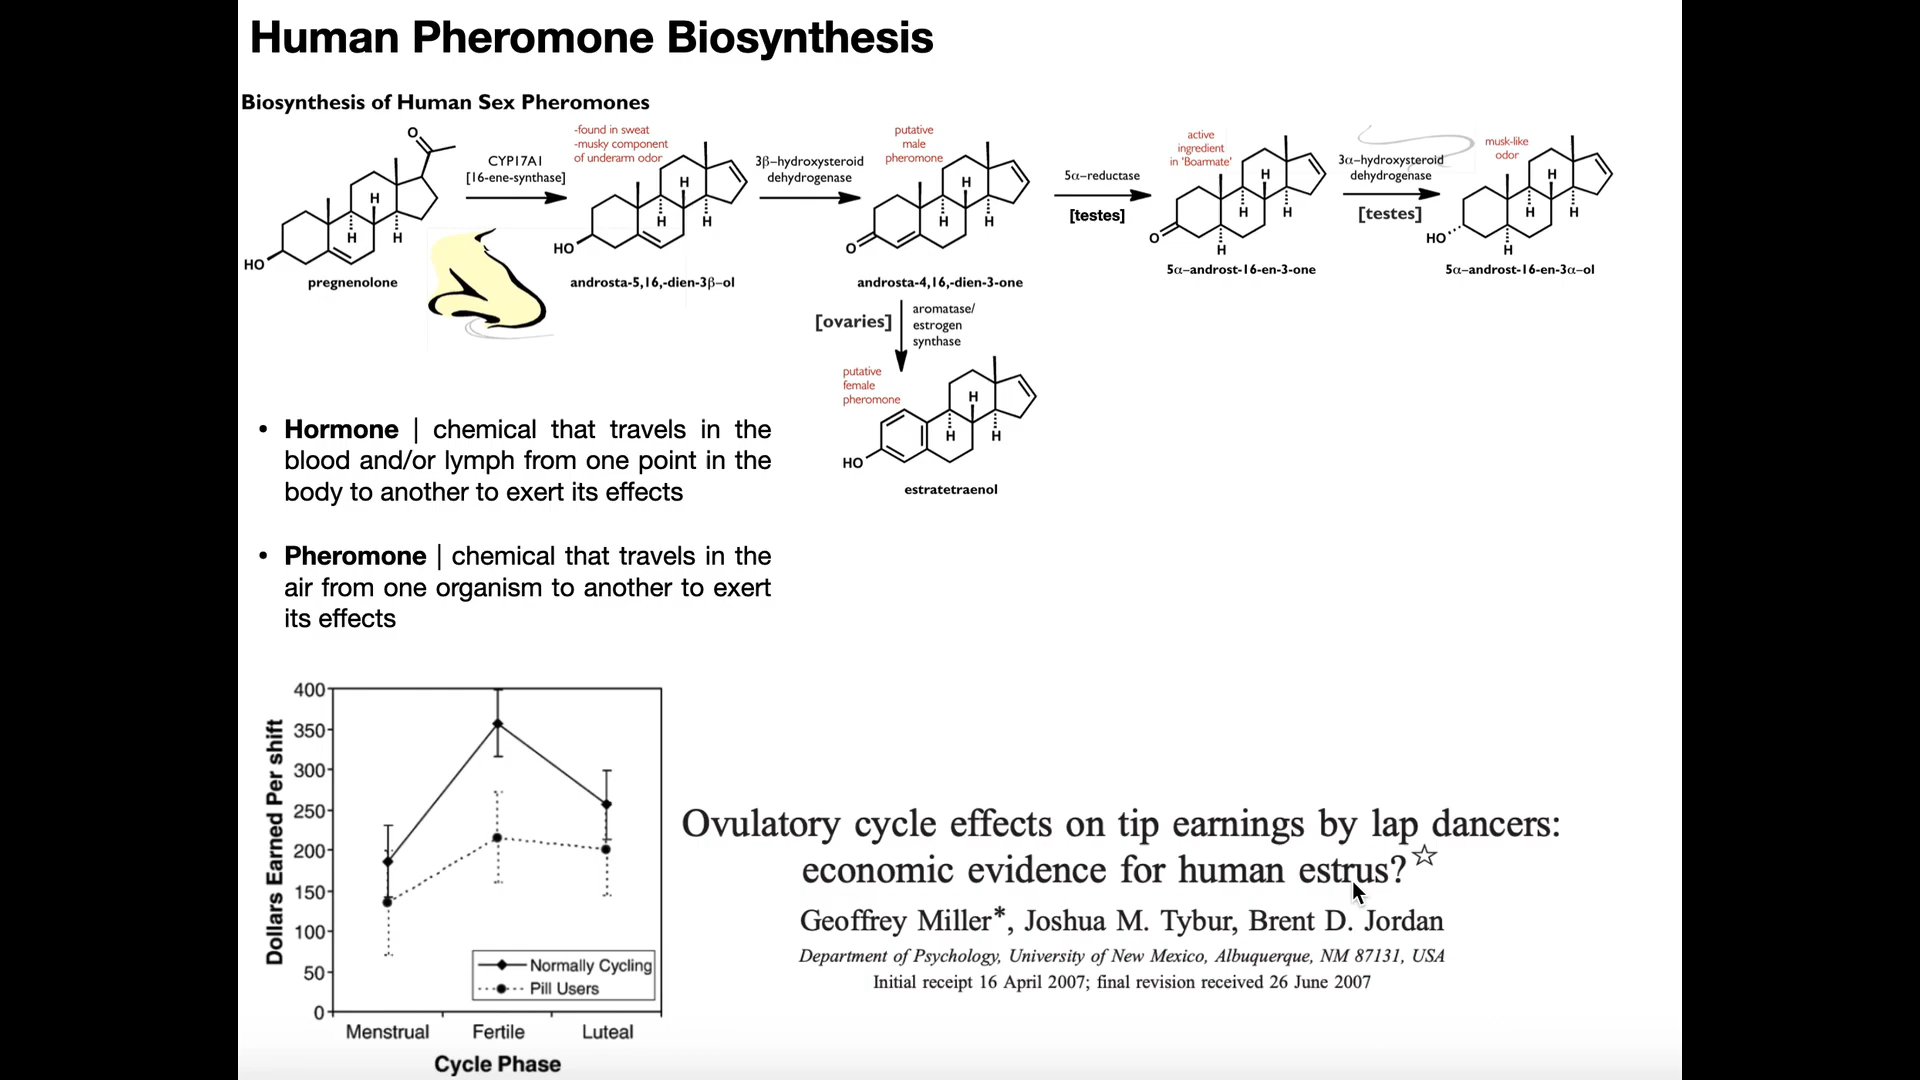 Human Pheromone Biosynthesis
Biosynthesis of Human Sex Pheromones
O
HO
H
H
H
pregnenolone
CYP17A1
[16-ene-synthase]
-found in sweat
-musky component
of underarm odor
HO
H
H
H
androsta-5,16,-dien-3β–ol
3β–hydroxysteroid
dehydrogenase
putative
male
pheromone
O
H
H
H
androsta-4,16,-dien-3-one
5α–reductase
[testes]
active
ingredient
in 'Boarmate'
O
H
H
H
H
5α–androst-16-en-3-one
3α–hydroxysteroid
dehydrogenase
[testes]
musk-like
odor
HO
H
H
H
H
5α–androst-16-en-3α–ol
[ovaries]
aromatase/
estrogen
synthase
putative
female
pheromone
HO
H
H
H
estratetraenol
• Hormone | chemical that travels in the
blood and/or lymph from one point in the
body to another to exert its effects
• Pheromone | chemical that travels in the
air from one organism to another to exert
its effects
Dollars Earned Per shift
400
350
300
250
200
150
100
50
0
Normally Cycling
Pill Users
Menstrual Fertile Luteal
Cycle Phase
Ovulatory cycle effects on tip earnings by lap dancers:
economic evidence for human estrus?☆
Geoffrey Miller*, Joshua M. Tybur, Brent D. Jordan
Department of Psychology, University of New Mexico, Albuquerque, NM 87131, USA
Initial receipt 16 April 2007; final revision received 26 June 2007